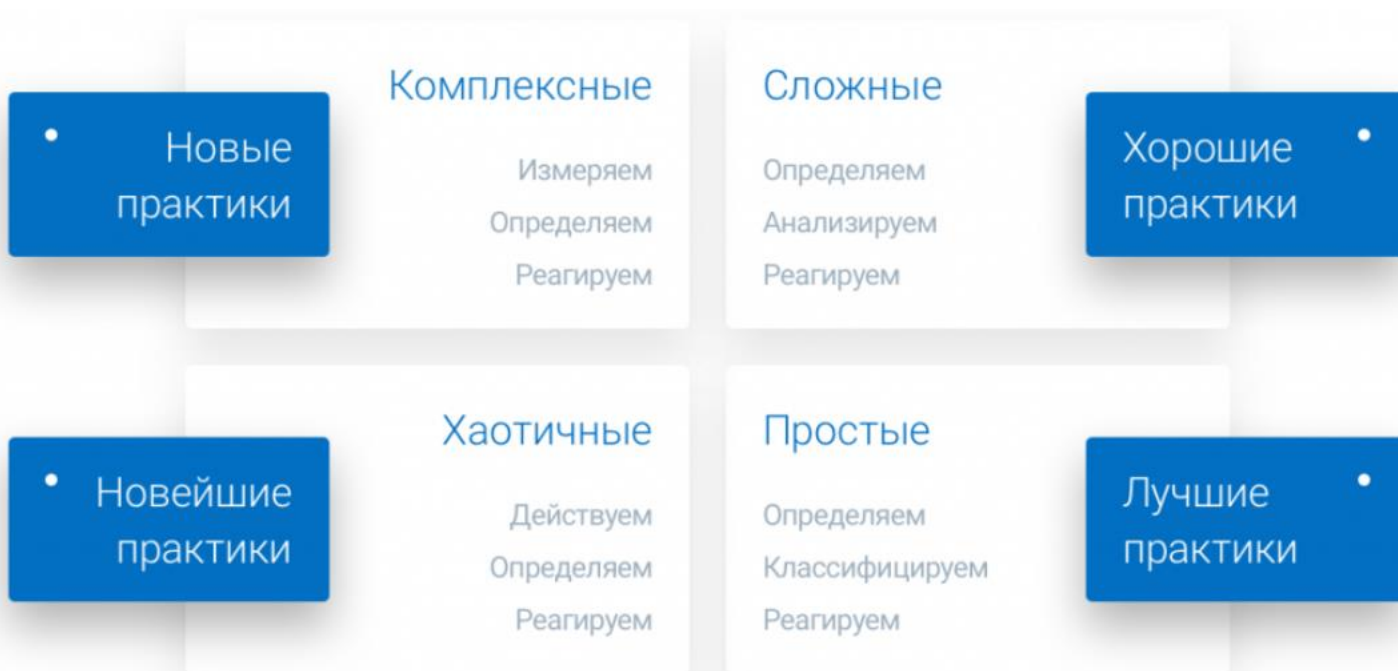 Комплексные
Новые
практики
Измеряем
Определяем
Реагируем
Сложные
Определяем
Анализируем
Реагируем
Хорошие
практики
Хаотичные
Новейшие
практики
Действуем
Определяем
Реагируем
Простые
Определяем
Классифицируем
Реагируем
Лучшие
практики